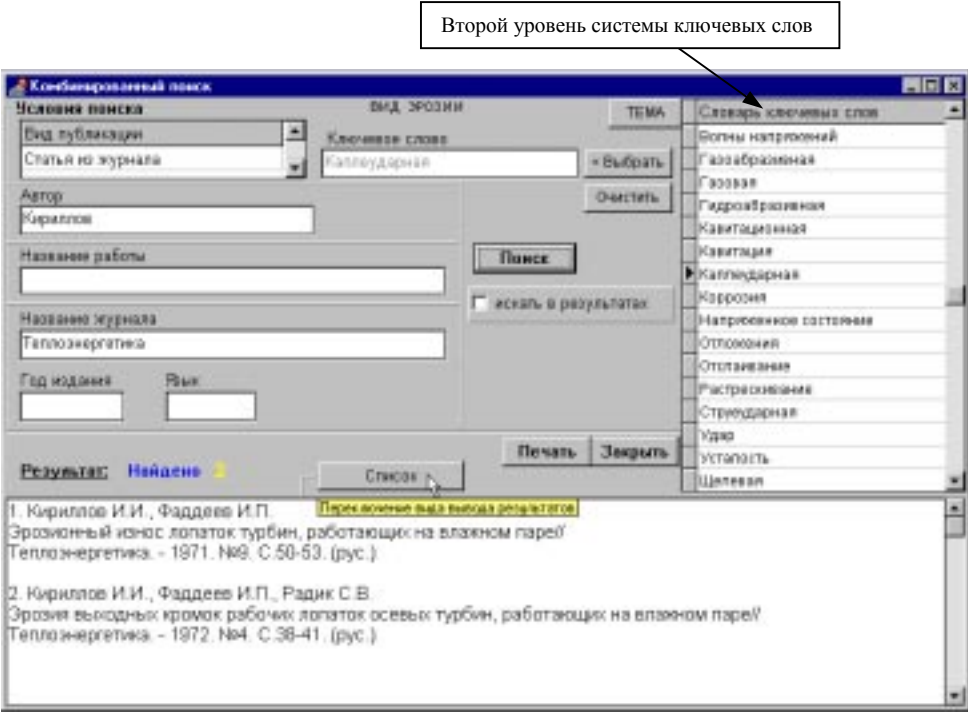 Второй уровень системы ключевых слов
Комбинированный поиск
Условия поиска
ВИД ЭРОЗИИ
ТЕМА
Вид публикации
Статья из журнала
Ключевое слово
Каплеударная
< Выбрать
Очистить
Автор
Кириллов
Название работы
Поиск
искать в результатах
Название журнала
Теплоэнергетика
Год издания
Язык
Печать
Закрыть
Результат:
Найдено 2
Список
Переключение вида вывода результатов
Словарь ключевых слов
Волны напряжений
Газоабразивная
Газовая
Гидроабразивная
Кавитационная
Кавитация
Каплеударная
Коррозия
Напряженное состояние
Отложения
Отстаивание
Растрескивание
Струеударная
Удар
Усталость
Щелевая
1. Кириллов И.И., Фаддеев И.П.
Эрозионный износ лопаток турбин, работающих на влажном паре//
Теплоэнергетика. - 1971. №9. С.50-53. (рус.)
2. Кириллов И.И., Фаддеев И.П., Радик С.В.
Эрозия выходных кромок рабочих лопаток осевых турбин, работающих на влажном паре//
Теплоэнергетика. - 1972. №4. С.38-41. (рус.)